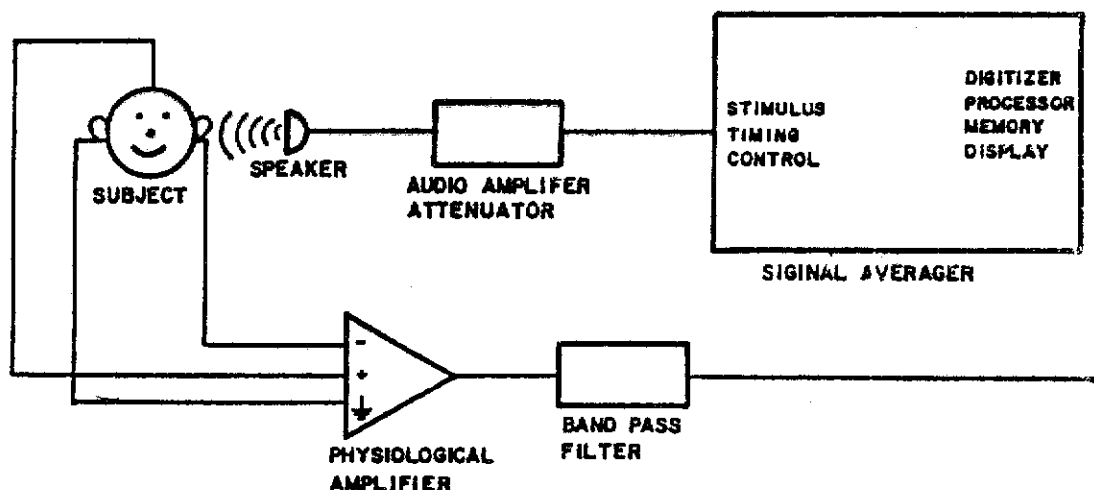 STIMULUS
TIMING
CONTROL
DIGITIZER
PROCESSOR
MEMORY
DISPLAY
SPEAKER
SUBJECT
AUDIO AMPLIFER
ATTENUATOR
SIGINAL AVERAGER
-
+
BAND PASS
FILTER
PHYSIOLOGICAL
AMPLIFIER